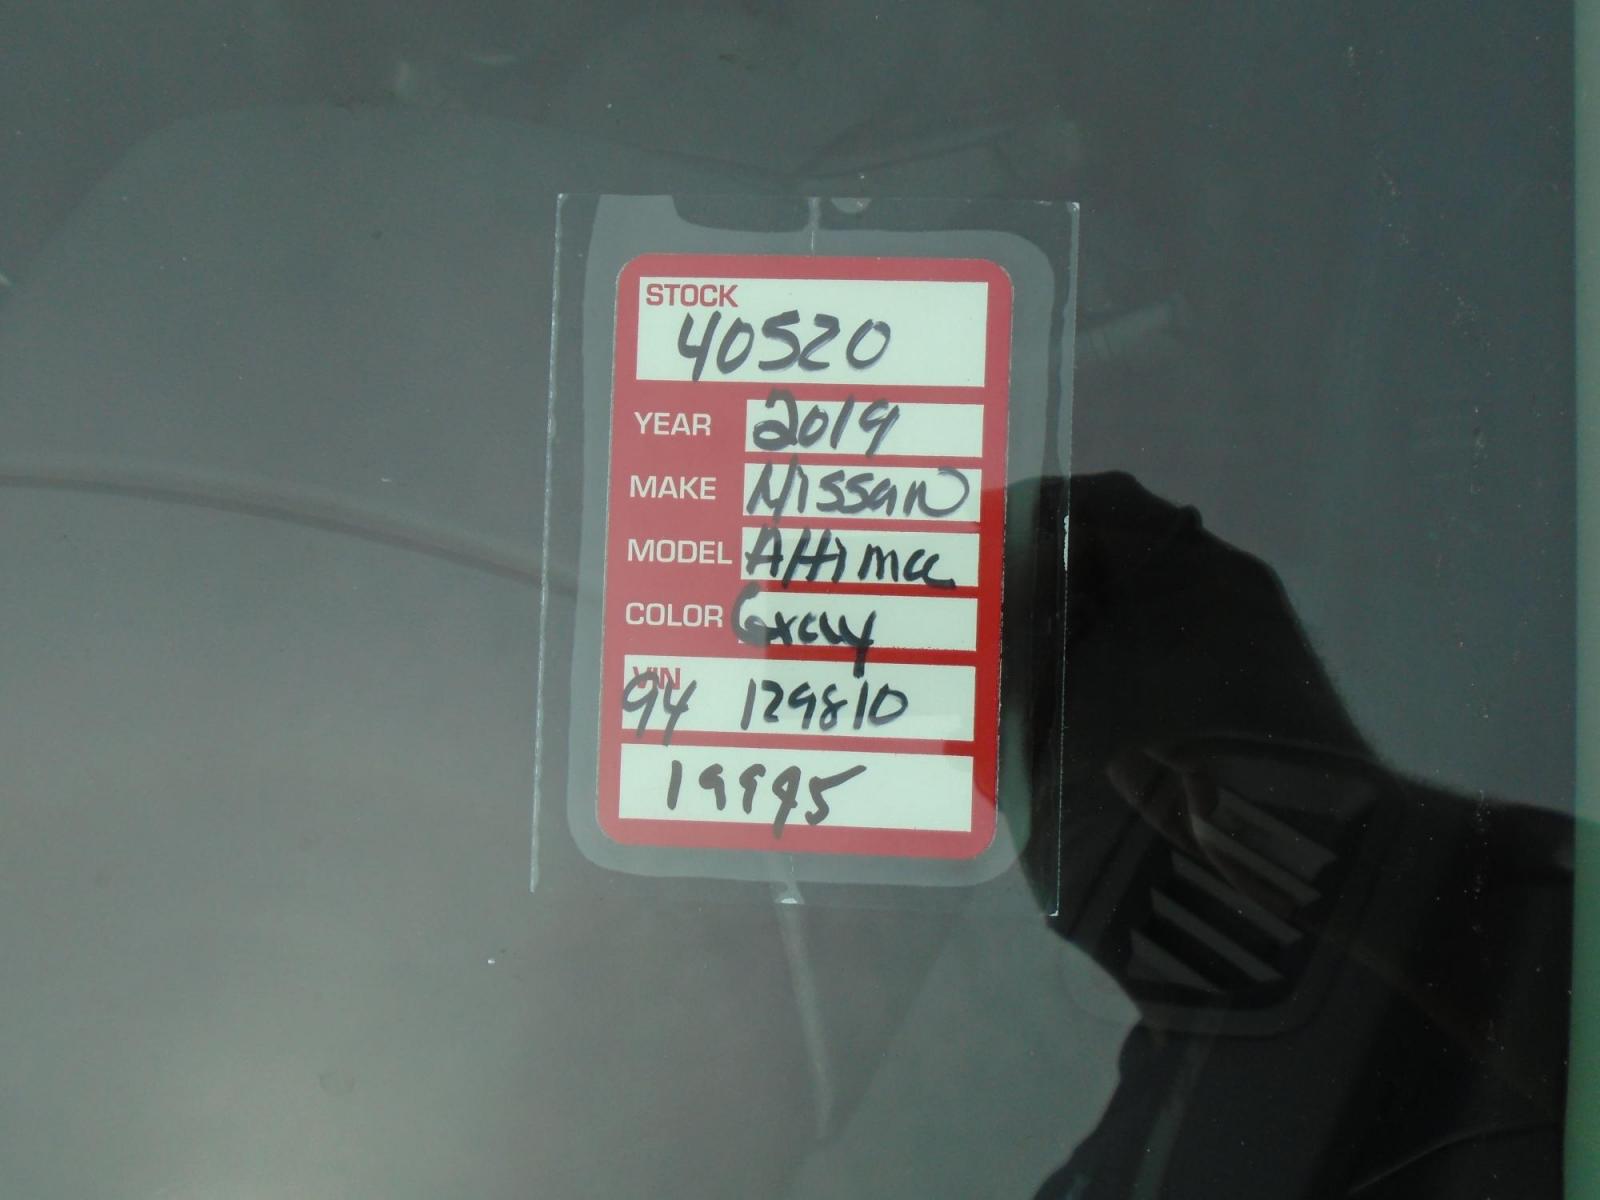 STOCK
40520
YEAR 2019
MAKE Nissan
MODEL Altima
COLOR Gray
VIN
94 129810
19995